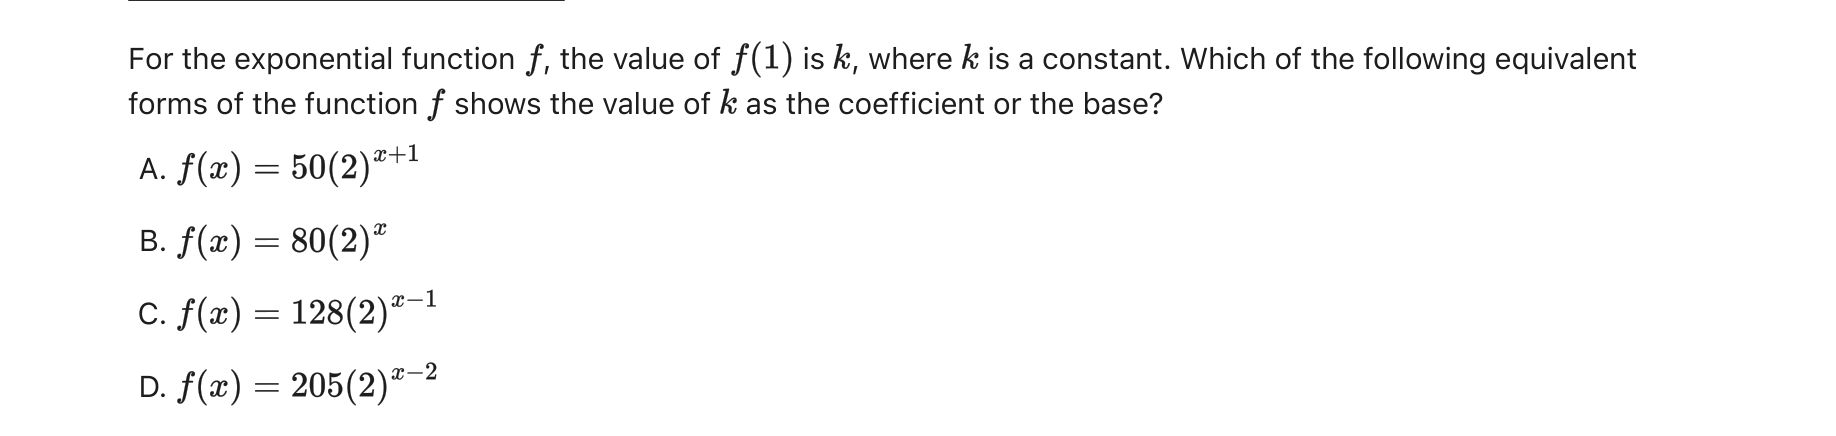 For the exponential function f, the value of f(1) is k, where k is a constant. Which of the following equivalent
forms of the function f shows the value of k as the coefficient or the base?
A. f(x) = 50(2)^{x+1}
B. f(x) = 80(2)^{x}
C. f(x) = 128(2)^{x−1}
D. f(x) = 205(2)^{x−2}